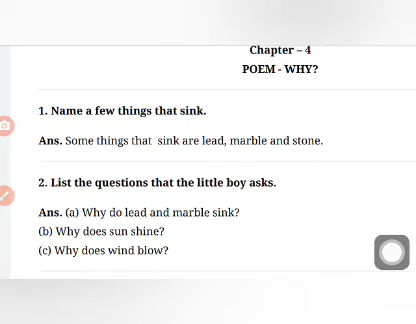 Chapter – 4
POEM - WHY?
1. Name a few things that sink.
Ans. Some things that sink are lead, marble and stone.
2. List the questions that the little boy asks.
Ans. (a) Why do lead and marble sink?
(b) Why does sun shine?
(c) Why does wind blow?